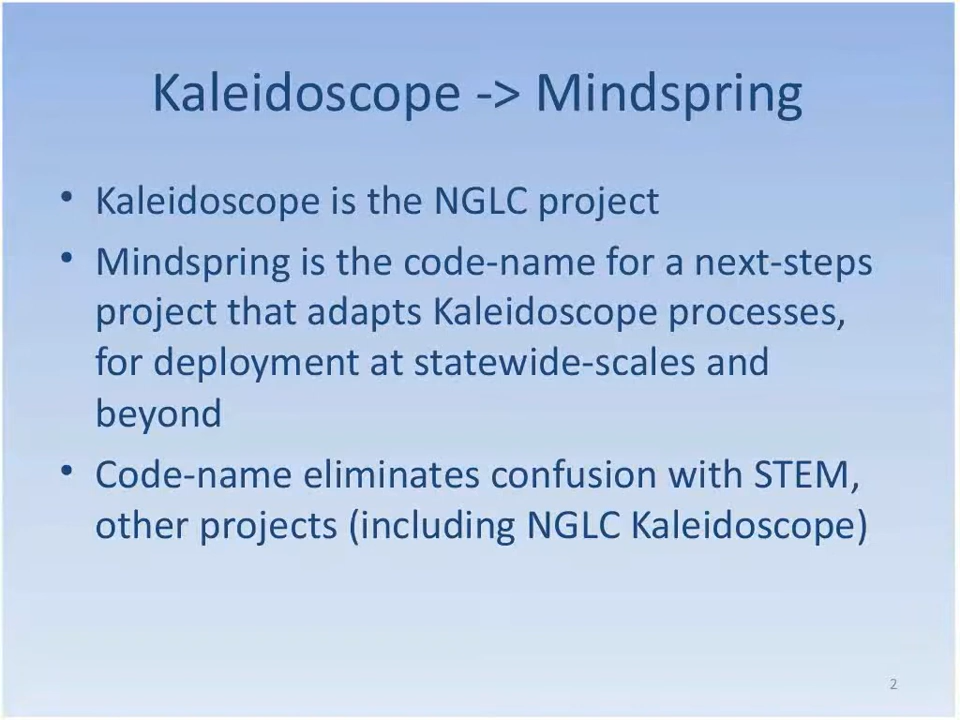 Kaleidoscope -> Mindspring
• Kaleidoscope is the NGLC project
• Mindspring is the code-name for a next-steps
project that adapts Kaleidoscope processes,
for deployment at statewide-scales and
beyond
• Code-name eliminates confusion with STEM,
other projects (including NGLC Kaleidoscope)
2